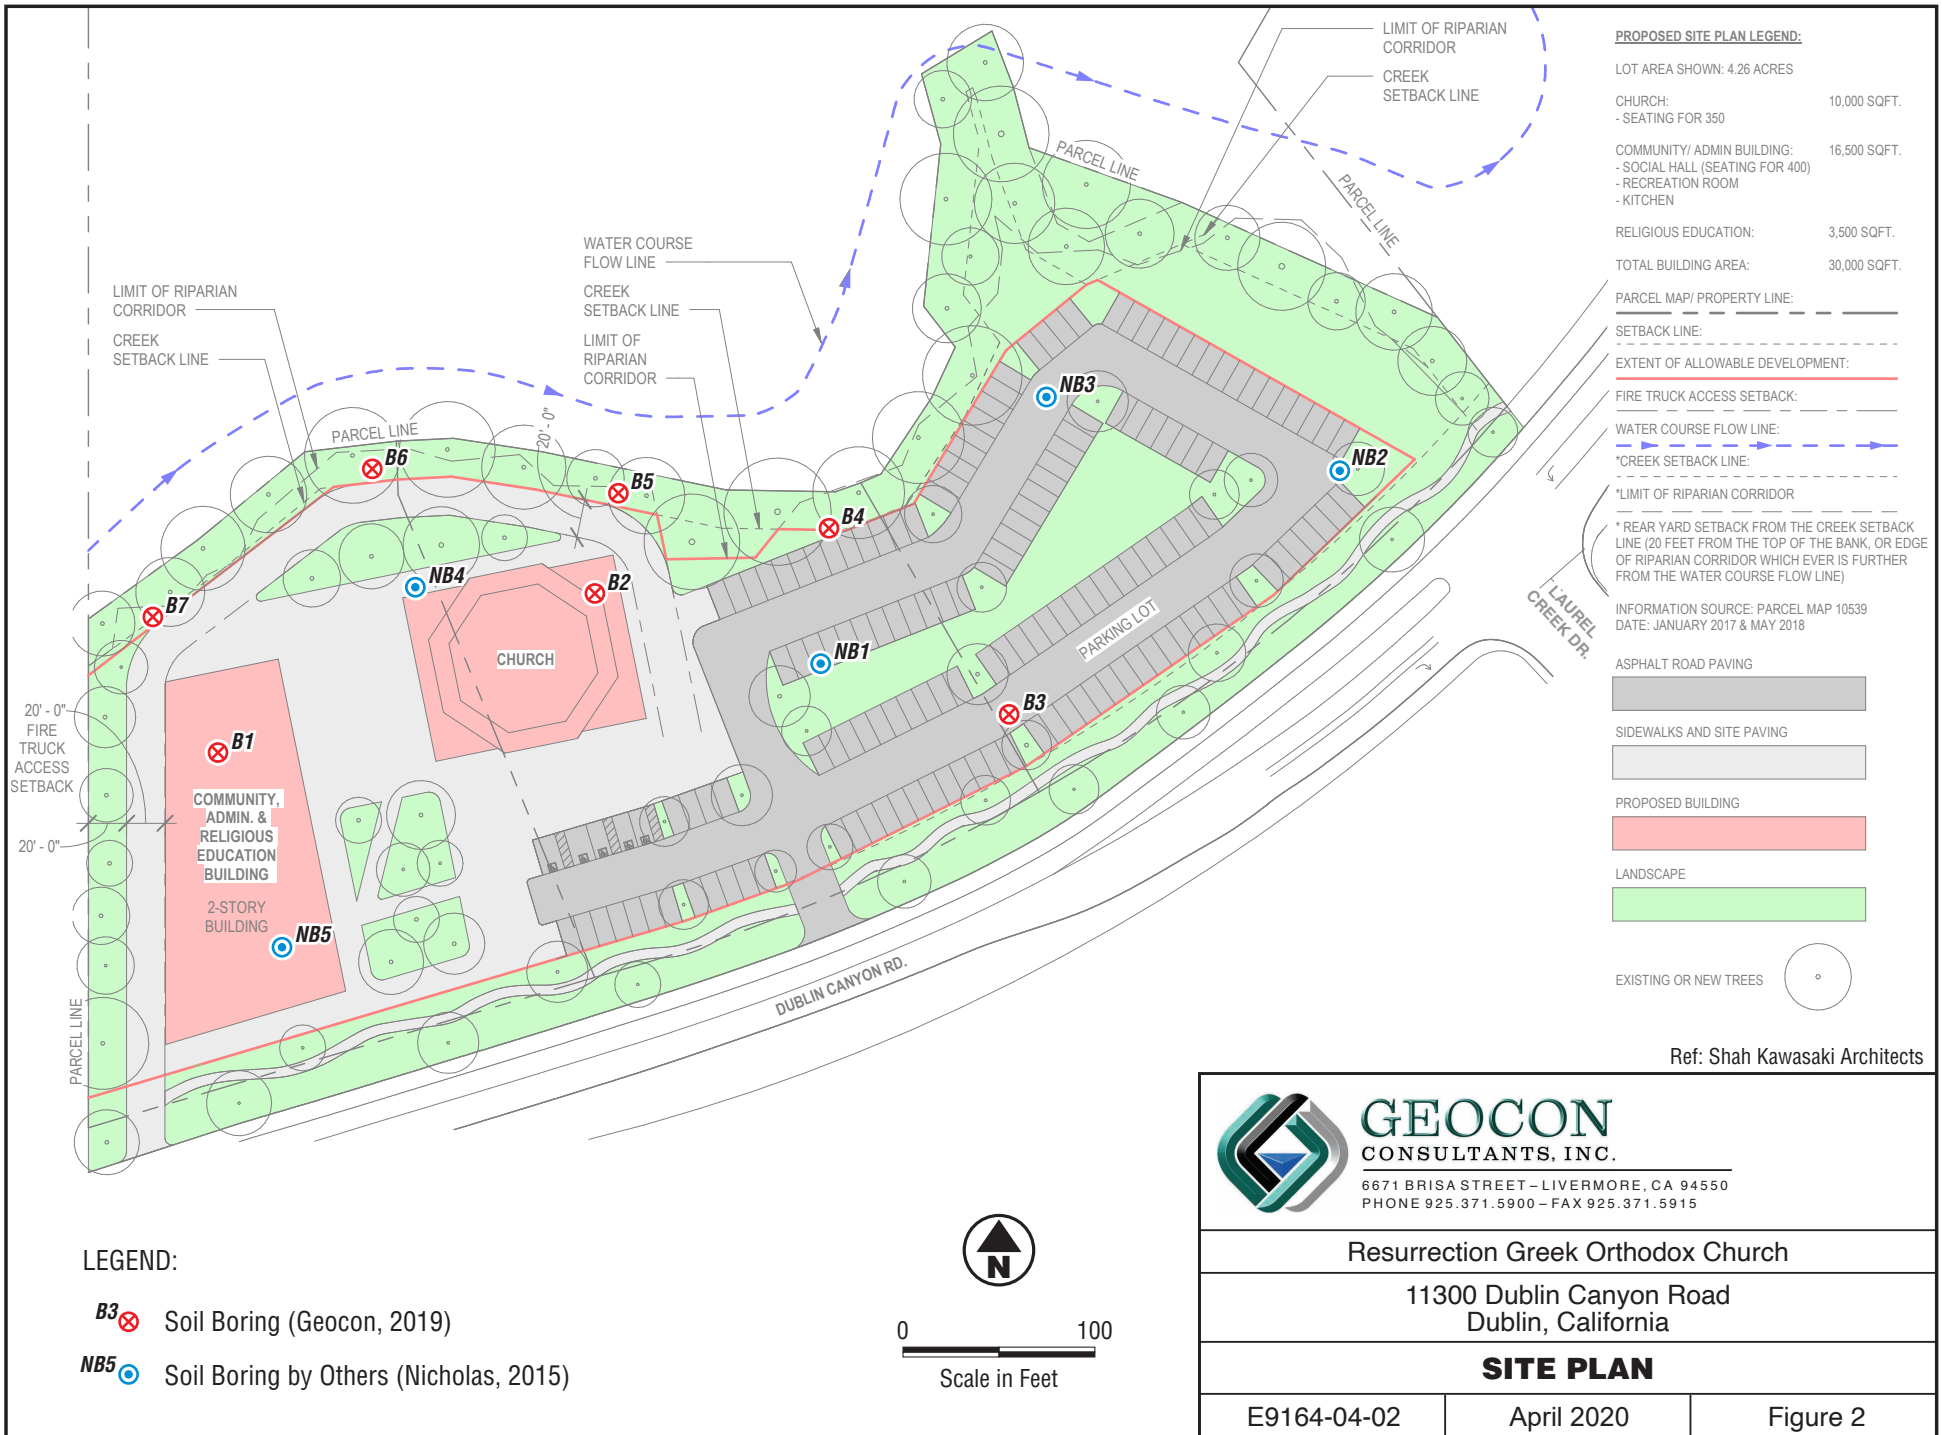 LIMIT OF RIPARIAN
CORRIDOR
CREEK
SETBACK LINE
PARCEL LINE
PARCEL LINE
WATER COURSE
FLOW LINE
CREEK
SETBACK LINE
LIMIT OF
RIPARIAN
CORRIDOR
LIMIT OF RIPARIAN
CORRIDOR
CREEK
SETBACK LINE
PARCEL LINE
20' - 0"
B6
B5
B4
B7
NB4
B2
NB3
NB2
NB1
B3
B1
NB5
CHURCH
PARKING LOT
20' - 0"
FIRE
TRUCK
ACCESS
SETBACK
20' - 0"
COMMUNITY,
ADMIN. &
RELIGIOUS
EDUCATION
BUILDING
2-STORY
BUILDING
PARCEL LINE
DUBLIN CANYON RD.
LAUREL
CREEK DR.
PROPOSED SITE PLAN LEGEND:
LOT AREA SHOWN: 4.26 ACRES
CHURCH: 10,000 SQFT.
- SEATING FOR 350
COMMUNITY/ ADMIN BUILDING: 16,500 SQFT.
- SOCIAL HALL (SEATING FOR 400)
- RECREATION ROOM
- KITCHEN
RELIGIOUS EDUCATION: 3,500 SQFT.
TOTAL BUILDING AREA: 30,000 SQFT.
PARCEL MAP/ PROPERTY LINE:
SETBACK LINE:
EXTENT OF ALLOWABLE DEVELOPMENT:
FIRE TRUCK ACCESS SETBACK:
WATER COURSE FLOW LINE:
*CREEK SETBACK LINE:
*LIMIT OF RIPARIAN CORRIDOR
* REAR YARD SETBACK FROM THE CREEK SETBACK
LINE (20 FEET FROM THE TOP OF THE BANK, OR EDGE
OF RIPARIAN CORRIDOR WHICH EVER IS FURTHER
FROM THE WATER COURSE FLOW LINE)
INFORMATION SOURCE: PARCEL MAP 10539
DATE: JANUARY 2017 & MAY 2018
ASPHALT ROAD PAVING
SIDEWALKS AND SITE PAVING
PROPOSED BUILDING
LANDSCAPE
EXISTING OR NEW TREES
Ref: Shah Kawasaki Architects
GEOCON
CONSULTANTS, INC.
6671 BRISA STREET – LIVERMORE, CA 94550
PHONE 925.371.5900 – FAX 925.371.5915
Resurrection Greek Orthodox Church
11300 Dublin Canyon Road
Dublin, California
SITE PLAN
E9164-04-02 April 2020 Figure 2
LEGEND:
B3 Soil Boring (Geocon, 2019)
NB5 Soil Boring by Others (Nicholas, 2015)
N
0 100
Scale in Feet